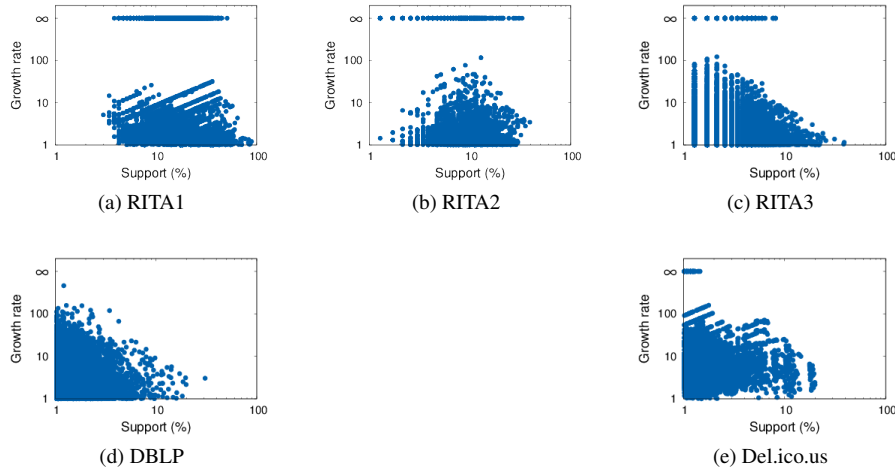 ∞
100
10
1
Growth rate
1 10 100
Support (%)
(a) RITA1
∞
100
10
1
Growth rate
1 10 100
Support (%)
(b) RITA2
∞
100
10
1
Growth rate
1 10 100
Support (%)
(c) RITA3
∞
100
10
1
Growth rate
1 10 100
Support (%)
(d) DBLP
∞
100
10
1
Growth rate
1 10 100
Support (%)
(e) Del.ico.us